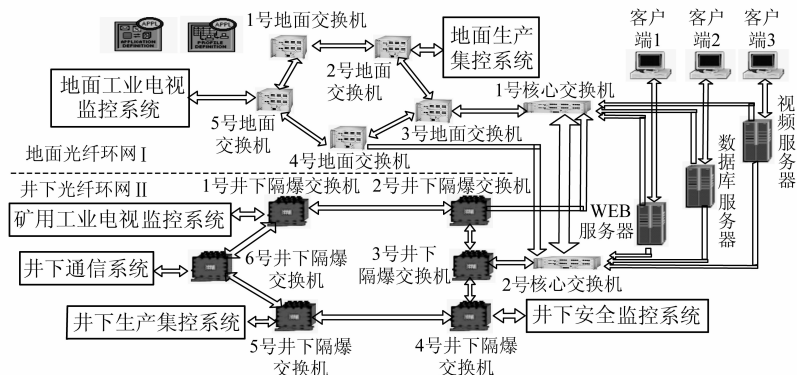 APPL
APPLICATION
DEFINITION
APPL
PROFILE
DEFINITION
1号地面交换机
2号地面
交换机
地面生产
集控系统
客户
端1
客户
端2
客户
端3
地面工业电视
监控系统
5号地面
交换机
4号地面交换机
3号地面交换机
1号核心交换机
视频服务器
数据库服务器
WEB
服务器
地面光纤环网Ⅰ
井下光纤环网Ⅱ
1号井下隔爆交换机
2号井下隔爆交换机
矿用工业电视监控系统
井下通信系统
6号井下隔爆
交换机
3号井下
隔爆交换机
2号核心交换机
井下生产集控系统
5号井下隔爆
交换机
4号井下隔爆
交换机
井下安全监控系统